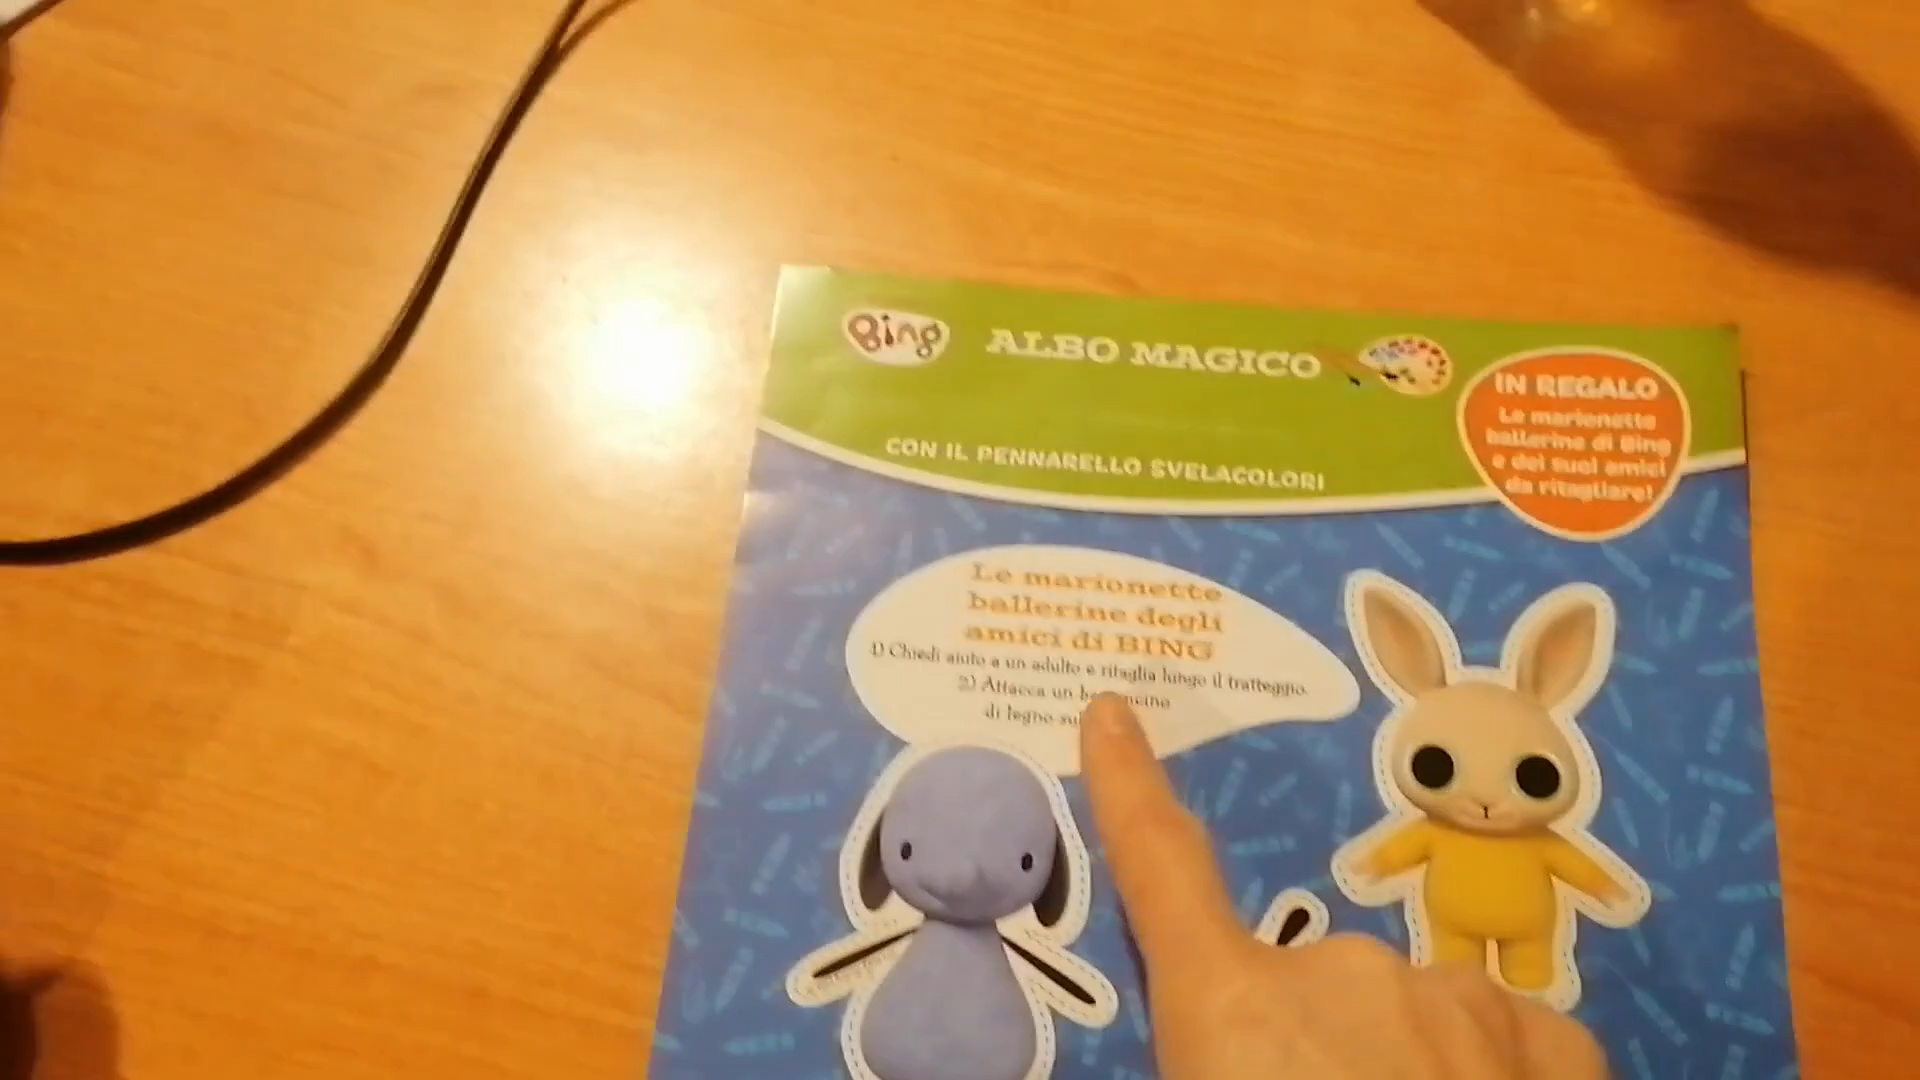 Bing
ALBO MAGICO
CON IL PENNARELLO SVELACOLORI
IN REGALO
Le marionette
ballerine di Bing
e dei suoi amici
da ritagliare!
Le marionette
ballerine degli
amici di BING
1) Chiedi aiuto a un adulto e ritaglia lungo il tratteggio.
2) Attacca un
di legno